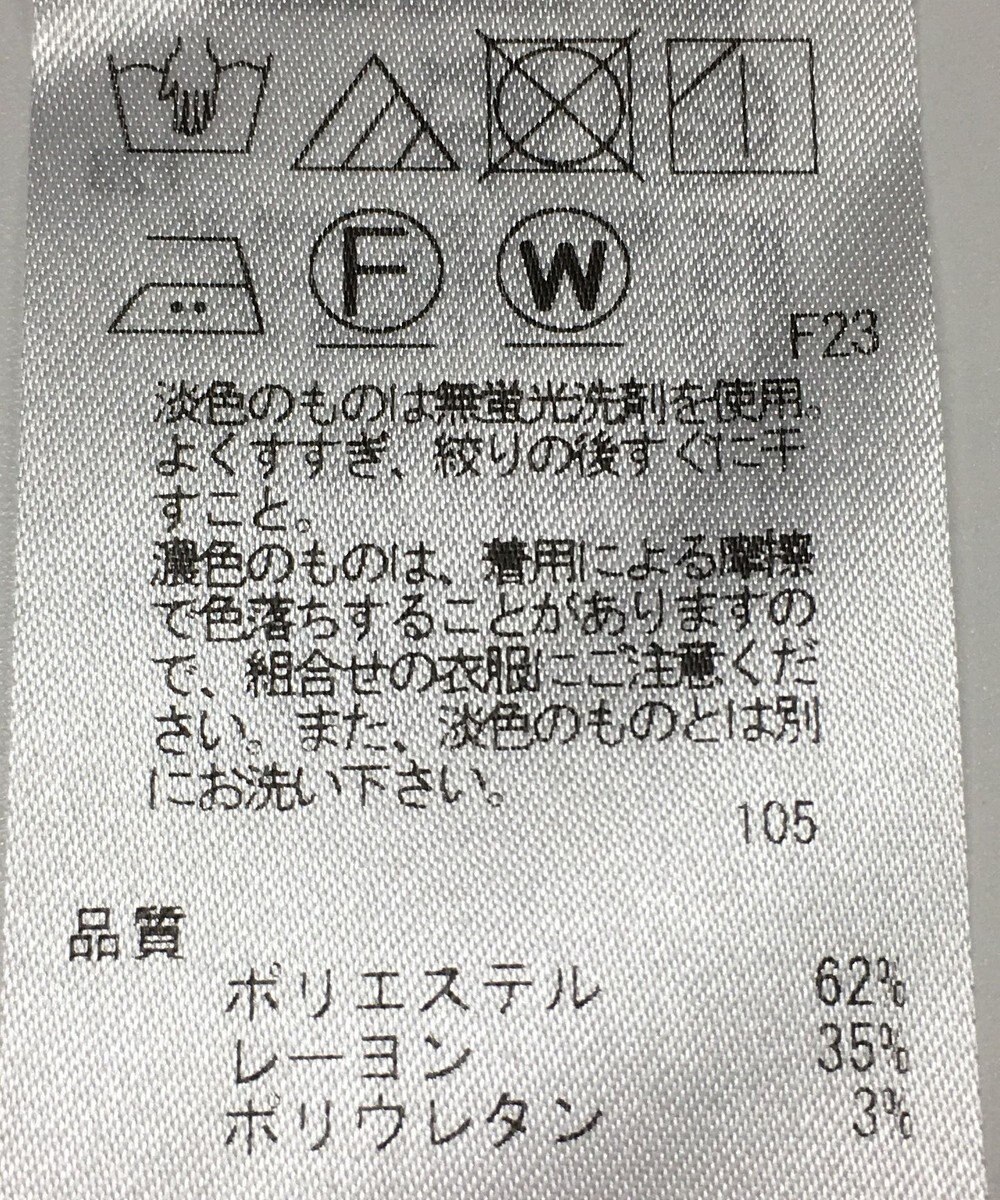 F
W
F23
淡色のものは無蛍光洗剤を使用。
よくすすぎ、絞りの後すぐに干
すこと。
濃色のものは、着用による摩擦
で色落ちすることがありますの
で、組合せの衣服にご注意くだ
さい。また、淡色のものとは別
にお洗い下さい。
105
品質
ポリエステル 62%
レーヨン 35%
ポリウレタン 3%